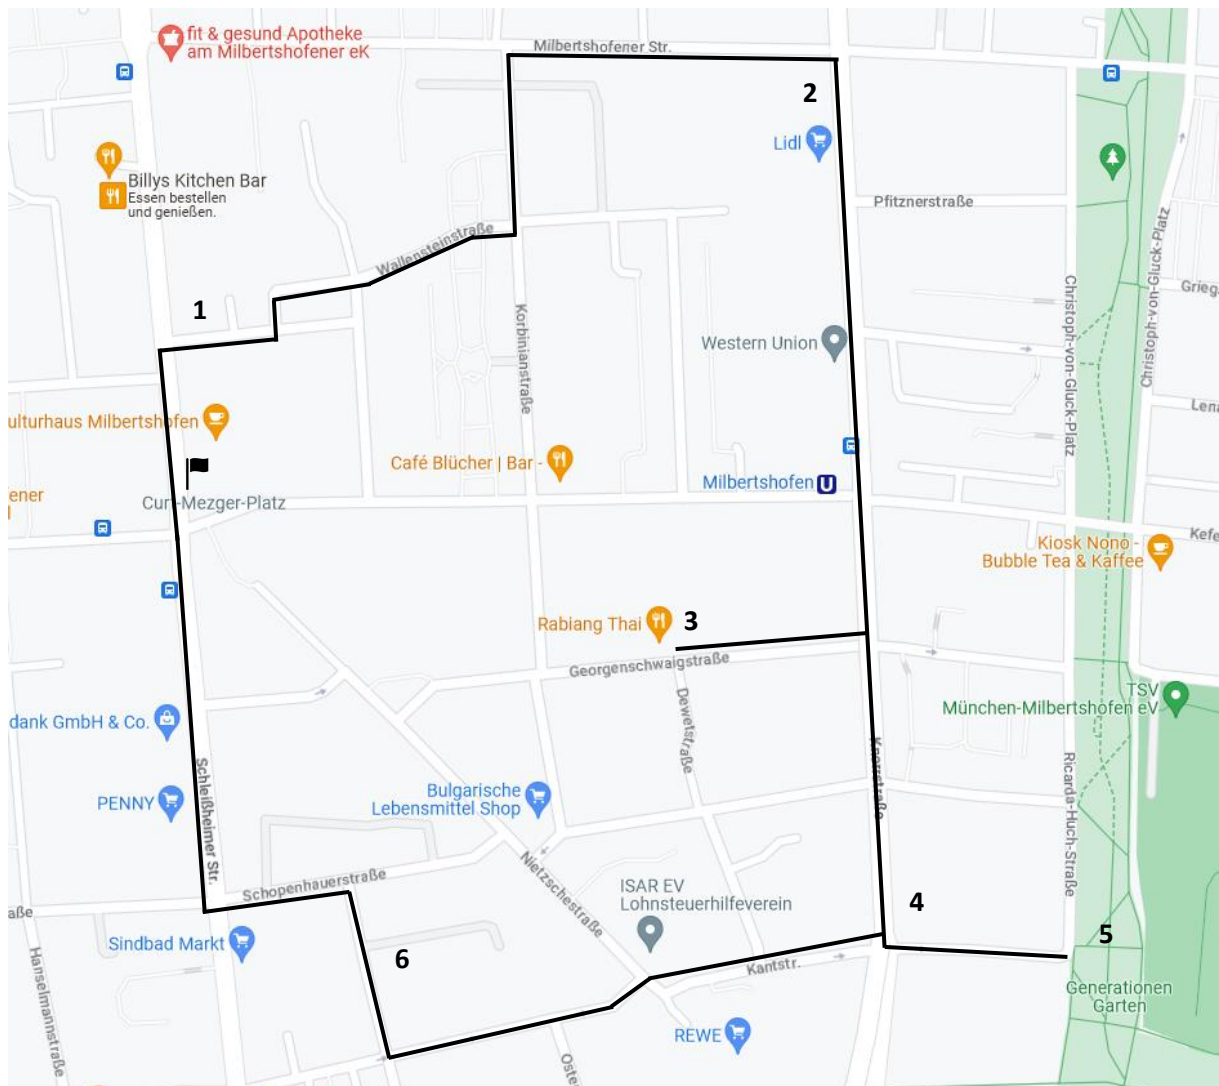 fit & gesund Apotheke
am Milbertshofener eK
Milbertshofener Str.
2
Lidl
Billys Kitchen Bar
Essen bestellen
und genießen.
Pfitznerstraße
Wallensteinstraße
Christoph-von-Gluck-Platz
Christoph-von-Gluck-Platz
Grieg
1
Korbinianstraße
Western Union
ulturhaus Milbertshofen
Lena
Café Blücher | Bar -
Milbertshofen U
ener
Curt-Mezger-Platz
Kefe
Kiosk Nono -
Bubble Tea & Kaffee
Rabiang Thai
3
Georgenschwaigstraße
TSV
München-Milbertshofen eV
Dewetstraße
dank GmbH & Co.
Knorrstraße
Ricarda-Huch-Straße
Schleißheimer Str.
PENNY
Bulgarische
Lebensmittel Shop
Nietzschestraße
Schopenhauerstraße
ISAR EV
Lohnsteuerhilfeverein
4
aße
5
Sindbad Markt
6
Kantstr.
Generationen
Garten
Hanselmannstraße
REWE
Oste